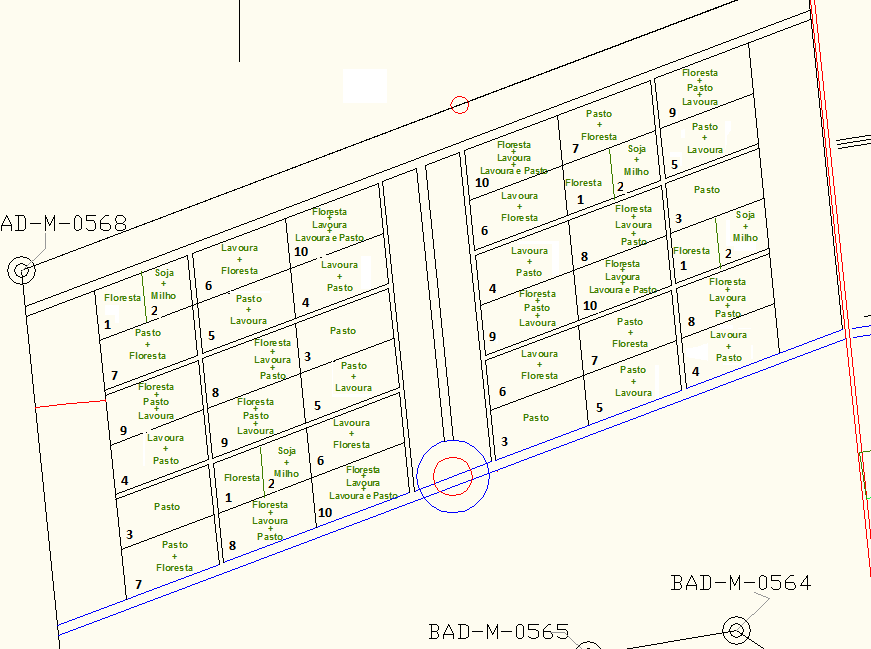 AD-M-0568
Floresta
1
Soja
+
Milho
2
Pasto
+
Floresta
7
Floresta
+
Pasto
+
Lavoura
9
Lavoura
+
Pasto
4
Pasto
3
Pasto
+
Floresta
7
Lavoura
+
Floresta
6
Pasto
+
Lavoura
5
Floresta
+
Lavoura
+
Pasto
8
Floresta
+
Pasto
+
Lavoura
9
Floresta
1
Soja
+
Milho
2
Floresta
+
Lavoura
+
Pasto
8
Floresta
Lavoura
+
Lavoura e Pasto
10
Lavoura
+
Pasto
4
Pasto
3
Pasto
+
Lavoura
5
Lavoura
+
Floresta
6
Floresta
Lavoura
+
Lavoura e Pasto
10
Floresta
+
Lavoura
+
Lavoura e Pasto
10
Lavoura
+
Floresta
6
Lavoura
+
Pasto
4
Floresta
+
Pasto
+
Lavoura
9
Lavoura
+
Floresta
6
Pasto
3
Pasto
+
Floresta
7
Floresta
1
Soja
+
Milho
2
Floresta
+
Lavoura
+
Pasto
8
Floresta
Lavoura
+
Lavoura e Pasto
10
Pasto
+
Floresta
7
Pasto
+
Lavoura
5
Floresta
+
Pasto
+
Lavoura
9
Pasto
+
Lavoura
5
Pasto
3
Floresta
1
Soja
+
Milho
2
Floresta
+
Lavoura
+
Pasto
8
Lavoura
+
Pasto
4
BAD-M-0564
BAD-M-0565